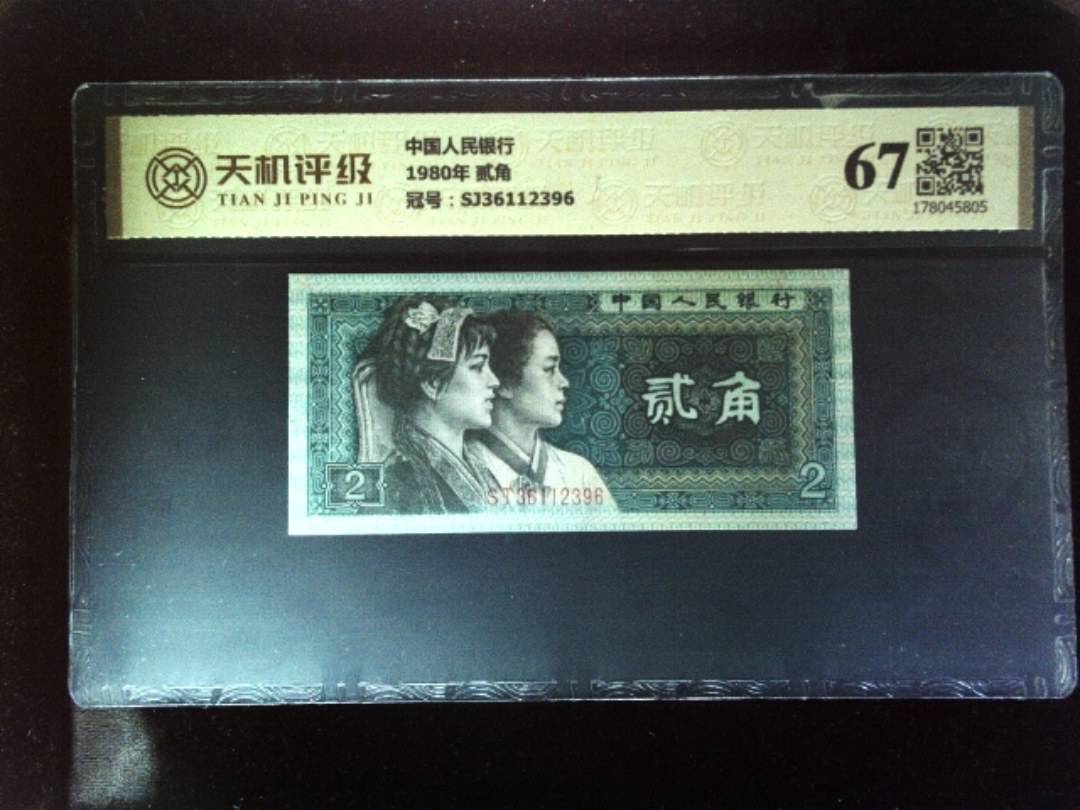 天机评级
TIAN JI PING JI
中国人民银行
1980年 贰角
冠号：SJ36112396
67
178045805
中国人民银行
贰角
2
SJ36112396
2